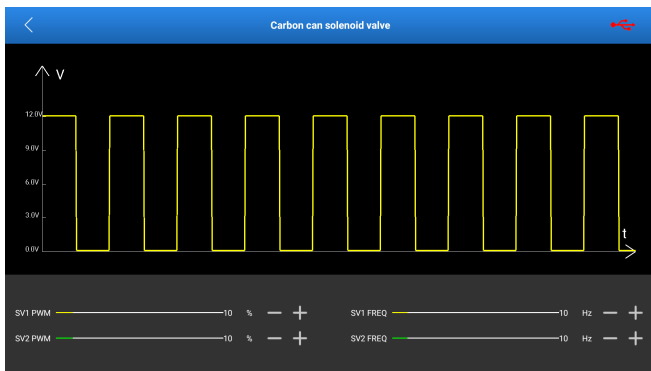 Carbon can solenoid valve
V
12.0V
9.0V
6.0V
3.0V
0.0V
t
SV1 PWM 10 % SV1 FREQ 10 Hz
SV2 PWM 10 % SV2 FREQ 10 Hz